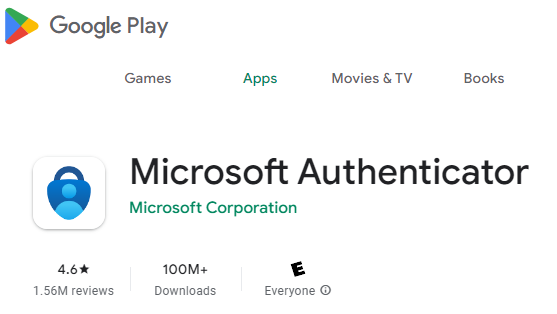 Google Play
Games Apps Movies & TV Books
Microsoft Authenticator
Microsoft Corporation
4.6★ 100M+ E
1.56M reviews Downloads Everyone ⓘ